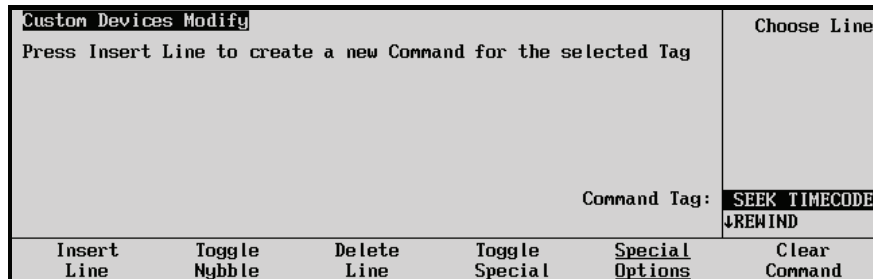 Custom Devices Modify
Choose Line
Press Insert Line to create a new Command for the selected Tag
Command Tag: SEEK TIMECODE
↓REWIND
Insert Line
Toggle Nybble
Delete Line
Toggle Special
Special Options
Clear Command